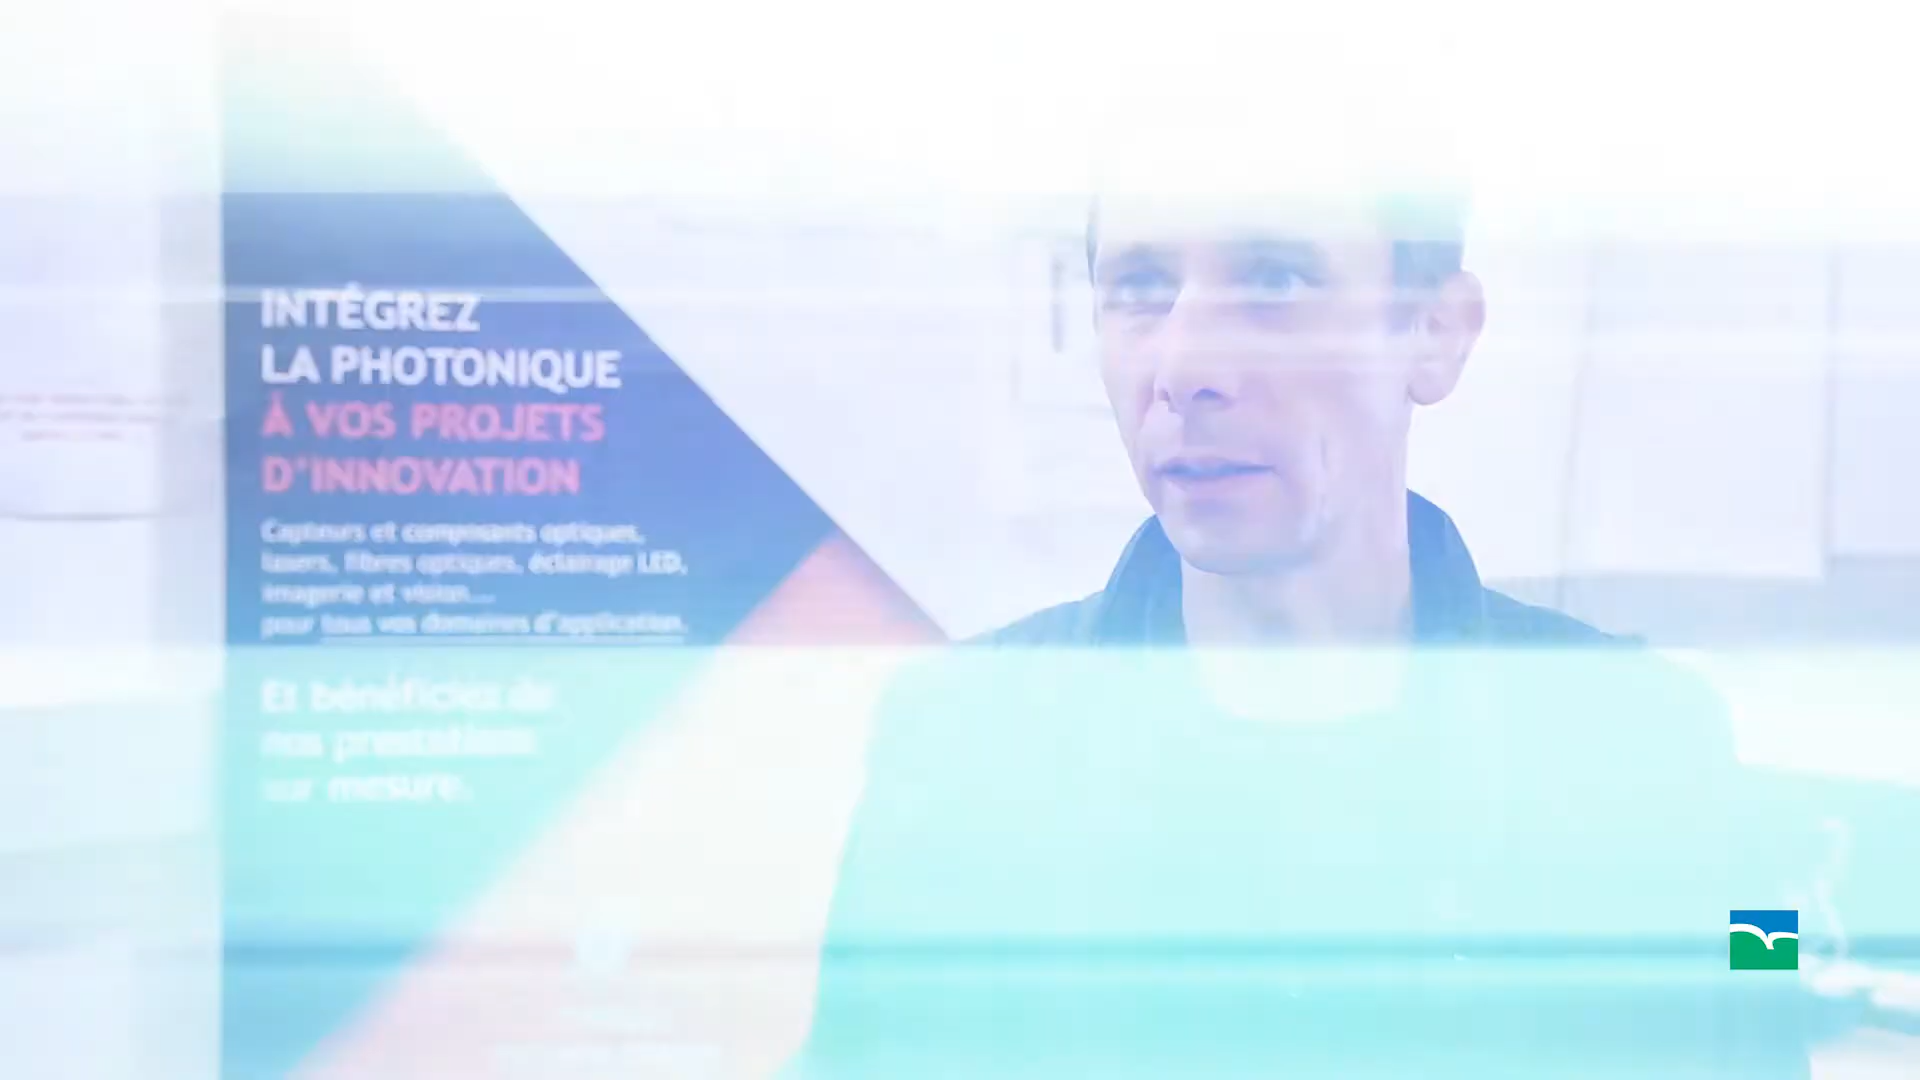 INTÉGREZ
LA PHOTONIQUE
À VOS PROJETS
D'INNOVATION
Capteurs et composants optiques,
lasers, fibres optiques, éclairage LED,
imagerie et vision...
pour tous vos domaines d'application.
Et bénéficiez de
nos prestations
sur mesure.